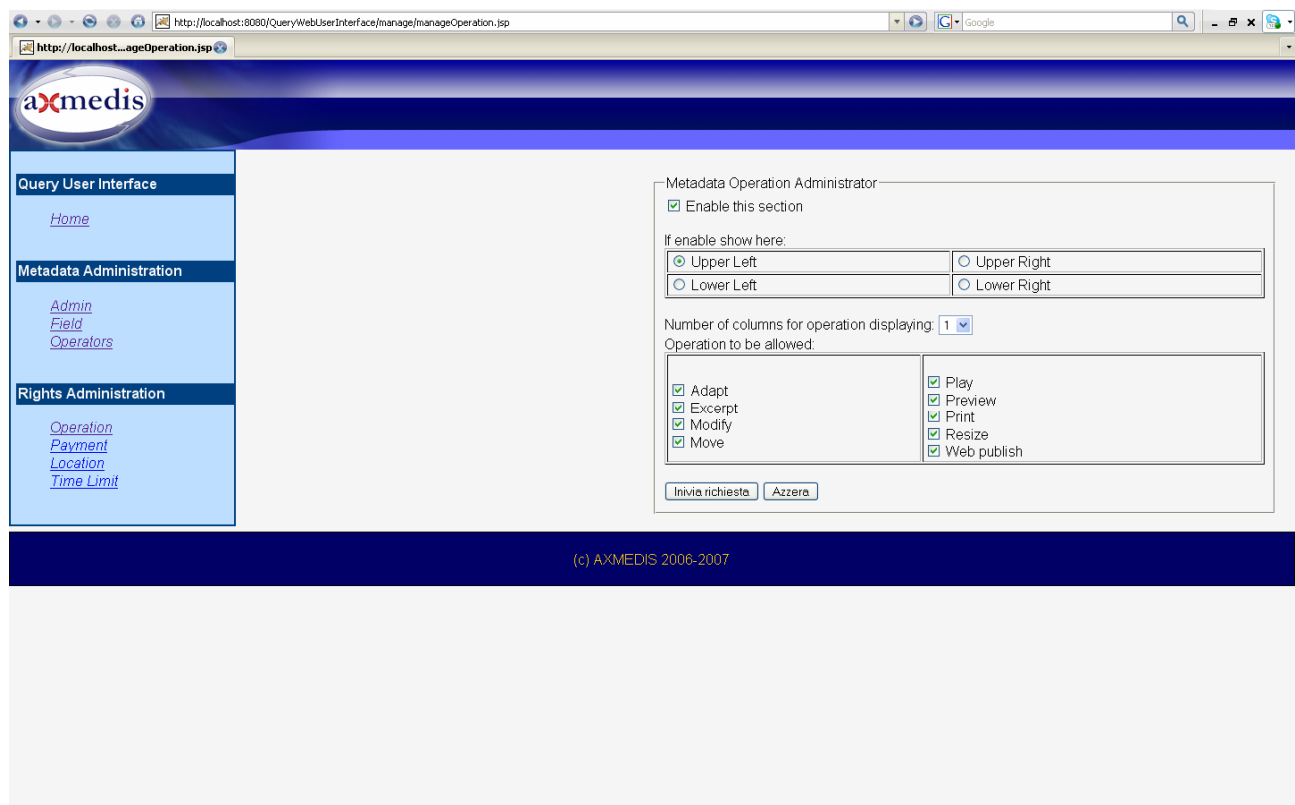 http://localhost:8080/QueryWebUserInterface/manage/manageOperation.jsp
G Google
http://localhost...ageOperation.jsp
axmedis
Query User Interface
Home
Metadata Administration
Admin
Field
Operators
Rights Administration
Operation
Payment
Location
Time Limit
Metadata Operation Administrator
Enable this section
If enable show here:
Upper Left
Upper Right
Lower Left
Lower Right
Number of columns for operation displaying: 1
Operation to be allowed:
Adapt
Excerpt
Modify
Move
Play
Preview
Print
Resize
Web publish
Inivia richiesta
Azzera
(c) AXMEDIS 2006-2007